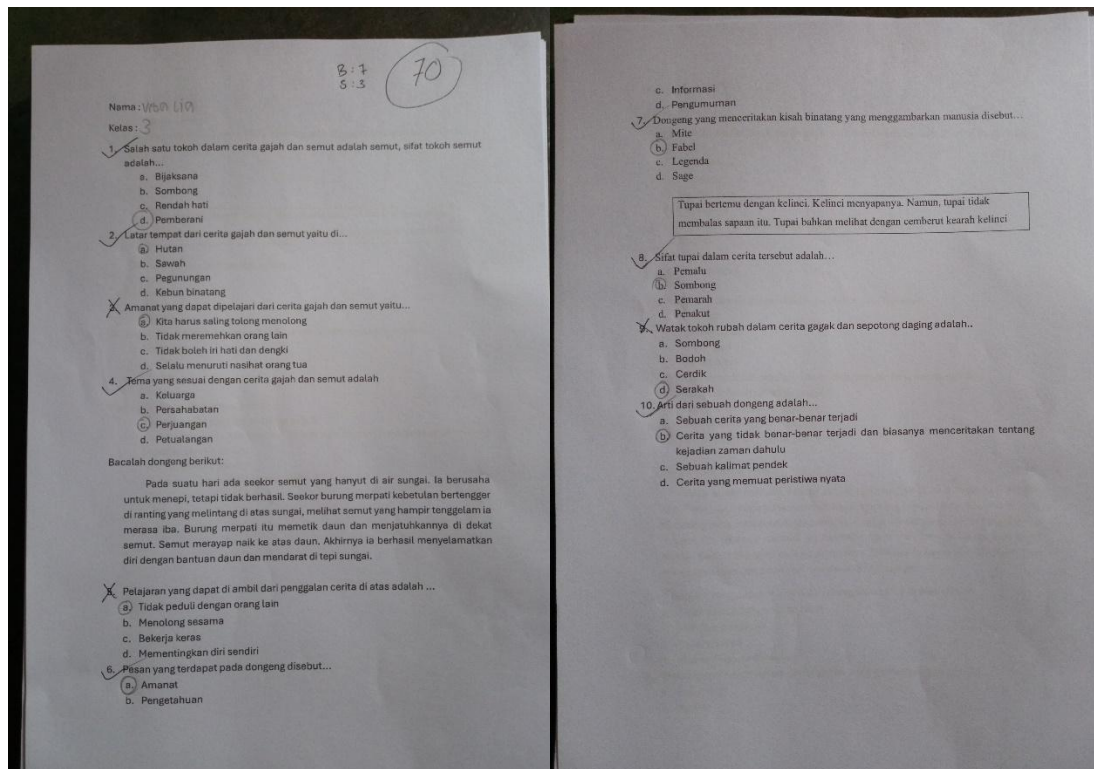 B : 7
S : 3
70
Nama :
Kelas : 3
1. Salah satu tokoh dalam cerita gajah dan semut adalah semut, sifat tokoh semut
adalah...
a. Bijaksana
b. Sombong
c. Rendah hati
d. Pemberani
2. Latar tempat dari cerita gajah dan semut yaitu di...
a. Hutan
b. Sawah
c. Pegunungan
d. Kebun binatang
3. Amanat yang dapat dipelajari dari cerita gajah dan semut yaitu...
a. Kita harus saling tolong menolong
b. Tidak meremehkan orang lain
c. Tidak boleh iri hati dan dengki
d. Selalu menuruti nasihat orang tua
4. Tema yang sesuai dengan cerita gajah dan semut adalah
a. Keluarga
b. Persahabatan
c. Perjuangan
d. Petualangan
Bacalah dongeng berikut:
Pada suatu hari ada seekor semut yang hanyut di air sungai. Ia berusaha
untuk menepi, tetapi tidak berhasil. Seekor burung merpati kebetulan bertengger
di ranting yang melintang di atas sungai, melihat semut yang hampir tenggelam ia
merasa iba. Burung merpati itu memetik daun dan menjatuhkannya di dekat
semut. Semut merayap naik ke atas daun. Akhirnya ia berhasil menyelamatkan
diri dengan bantuan daun dan mendarat di tepi sungai.
5. Pelajaran yang dapat di ambil dari penggalan cerita di atas adalah ...
a. Tidak peduli dengan orang lain
b. Menolong sesama
c. Bekerja keras
d. Mementingkan diri sendiri
6. Pesan yang terdapat pada dongeng disebut...
a. Amanat
b. Pengetahuan
c. Informasi
d. Pengumuman
7. Dongeng yang menceritakan kisah binatang yang menggambarkan manusia disebut...
a. Mite
b. Fabel
c. Legenda
d. Sage
Tupai bertemu dengan kelinci. Kelinci menyapanya. Namun, tupai tidak
membalas sapaan itu. Tupai bahkan melihat dengan cemberut kearah kelinci
8. Sifat tupai dalam cerita tersebut adalah...
a. Pemalu
b. Sombong
c. Pemarah
d. Penakut
9. Watak tokoh rubah dalam cerita gagak dan sepotong daging adalah..
a. Sombong
b. Bodoh
c. Cerdik
d. Serakah
10. Arti dari sebuah dongeng adalah...
a. Sebuah cerita yang benar-benar terjadi
b. Cerita yang tidak benar-benar terjadi dan biasanya menceritakan tentang
kejadian zaman dahulu
c. Sebuah kalimat pendek
d. Cerita yang memuat peristiwa nyata